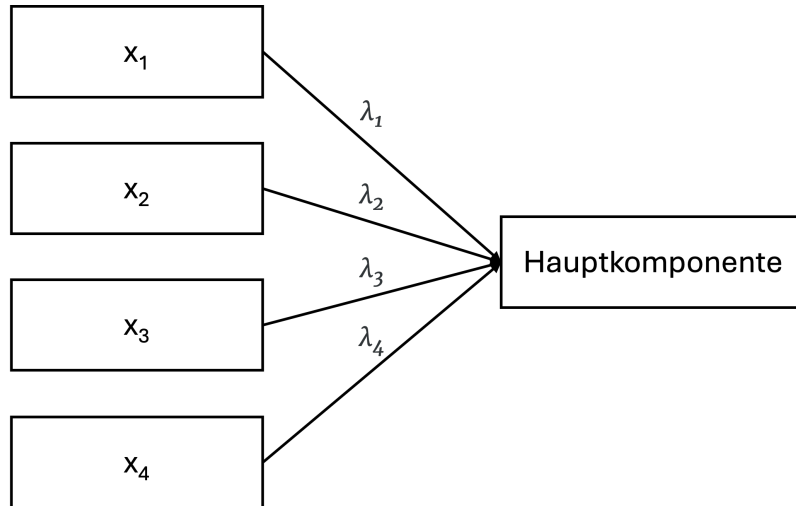 x₁
λ₁
x₂
λ₂
Hauptkomponente
λ₃
x₃
λ₄
x₄